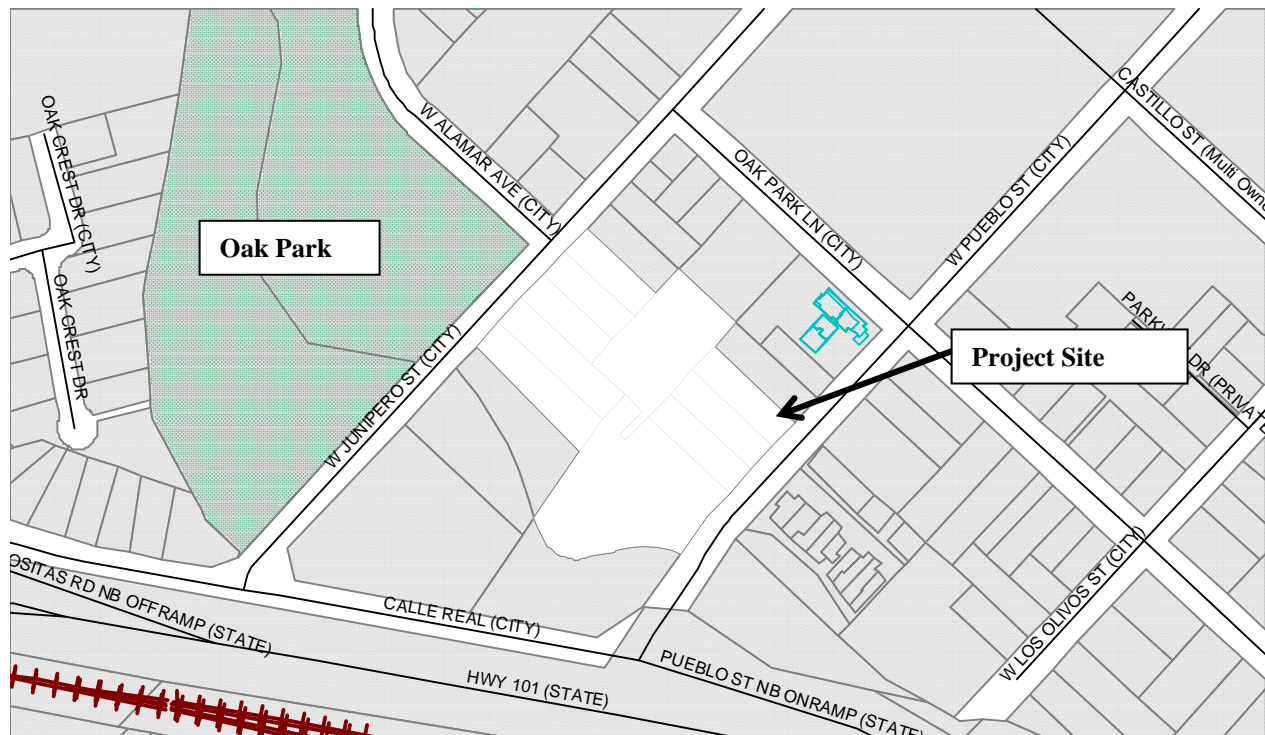 CASTILLO ST (Multi Owne
OAK CREST DR (CITY)
W ALAMAR AVE (CITY)
OAK PARK LN (CITY)
W PUEBLO ST (CITY)
Oak Park
OAK CREST DR
PARK DR (PRIVATE
Project Site
W JUNIPERO ST (CITY)
W LOS OLIVOS ST (CITY)
OSITAS RD NB OFFRAMP (STATE)
CALLE REAL (CITY)
HWY 101 (STATE)
PUEBLO ST NB ONRAMP (STATE)